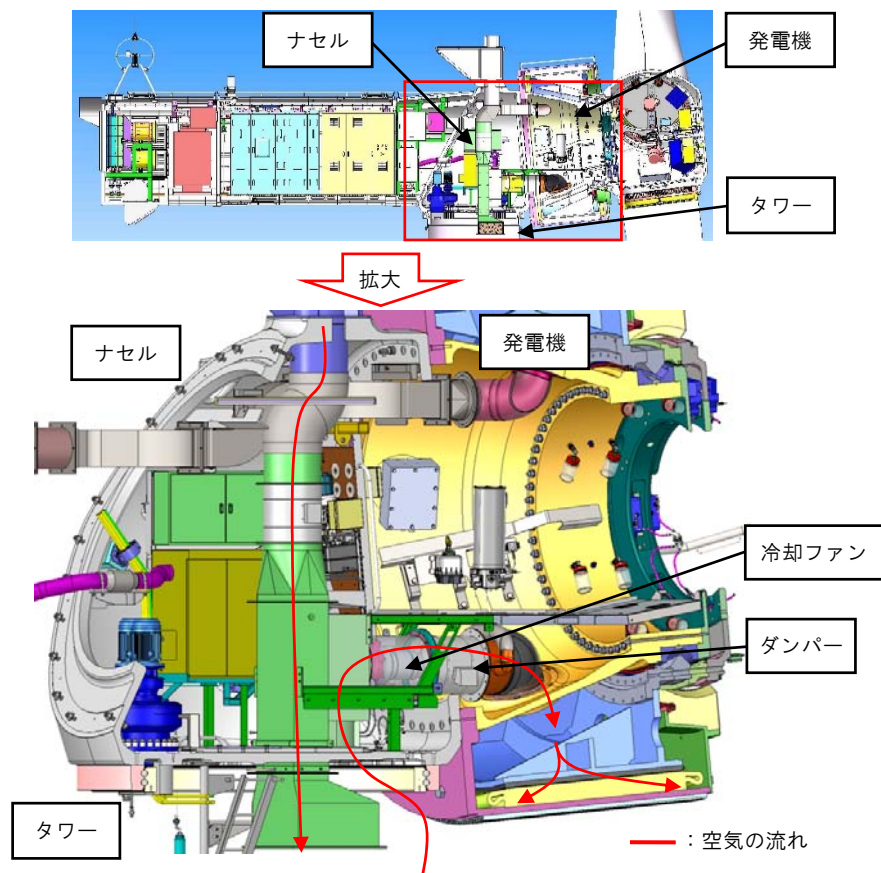 ナセル
発電機
タワー
拡大
ナセル
発電機
冷却ファン
ダンパー
タワー
：空気の流れ